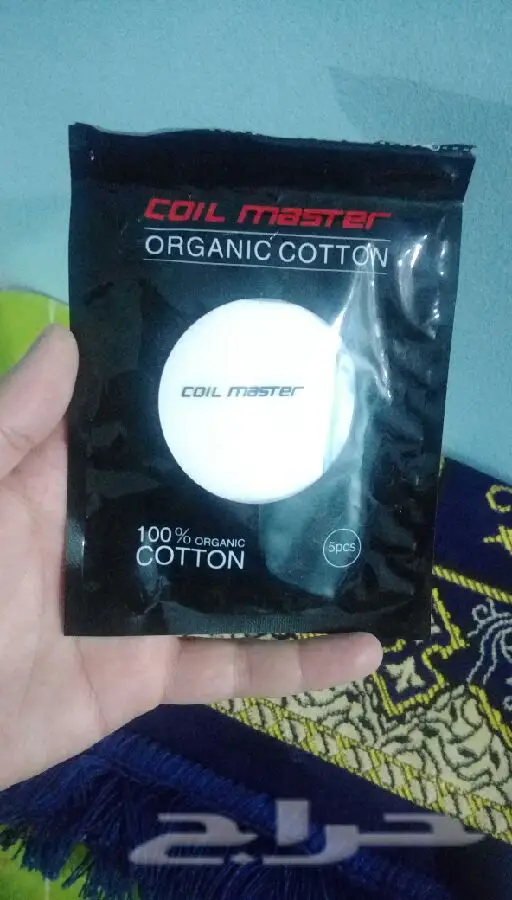 COIL MASTER
ORGANIC COTTON
COIL MASTER
100% ORGANIC
COTTON
5pcs
حراج